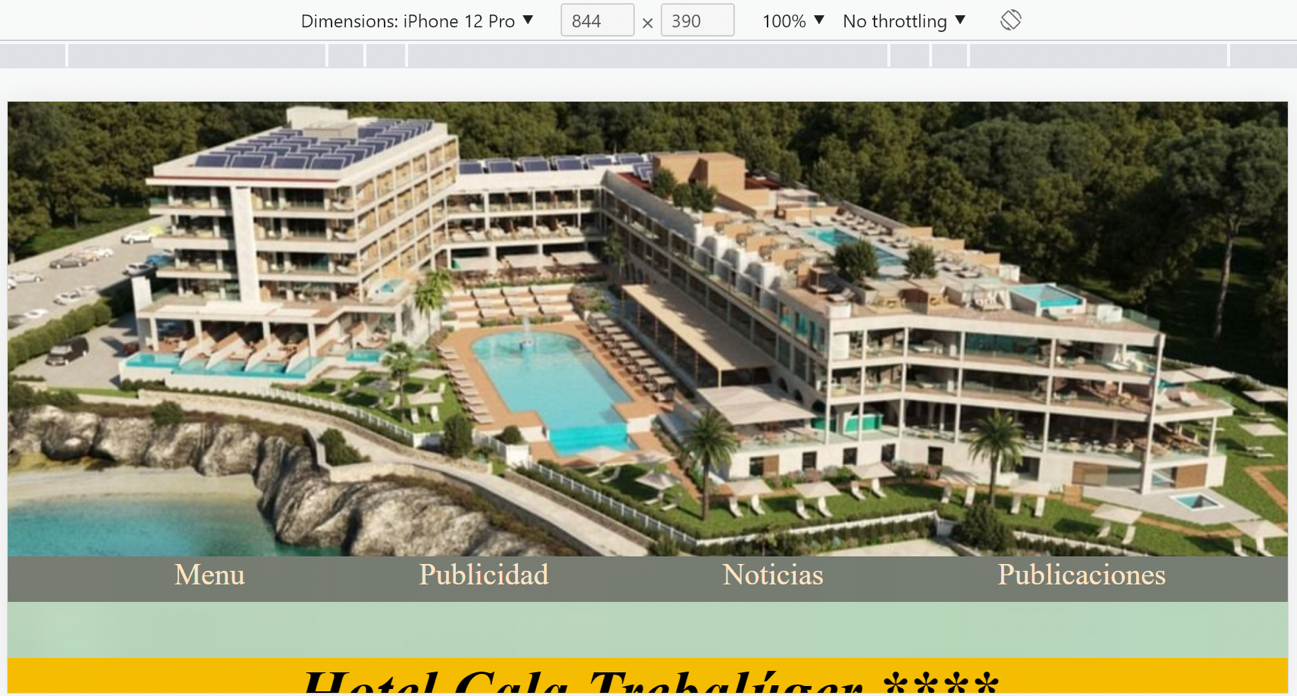 Dimensions: iPhone 12 Pro ▼ 844 × 390 100% ▼ No throttling ▼
Menu Publicidad Noticias Publicaciones
Hotel Cala Trebalúger ****